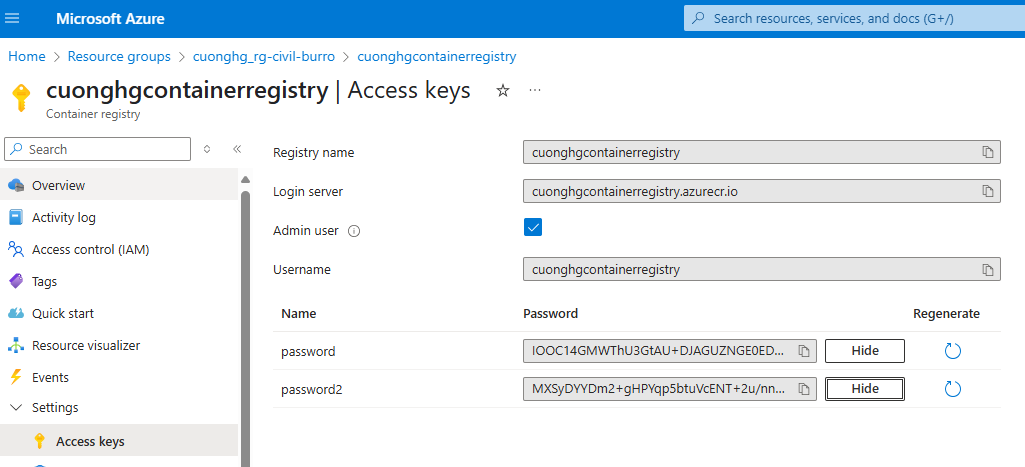 Microsoft Azure
Search resources, services, and docs (G+/)
Home > Resource groups > cuonghg_rg-civil-burro > cuonghgcontainerregistry
cuonghgcontainerregistry | Access keys
Container registry
Search
Overview
Activity log
Access control (IAM)
Tags
Quick start
Resource visualizer
Events
Settings
Access keys
Registry name
cuonghgcontainerregistry
Login server
cuonghgcontainerregistry.azurecr.io
Admin user
Username
cuonghgcontainerregistry
Name Password Regenerate
password IOOC14GMWThU3GtAU+DJAGUZNGE0ED... Hide
password2 MXSyDYYDm2+gHPYqp5btuVcENT+2u/nn... Hide